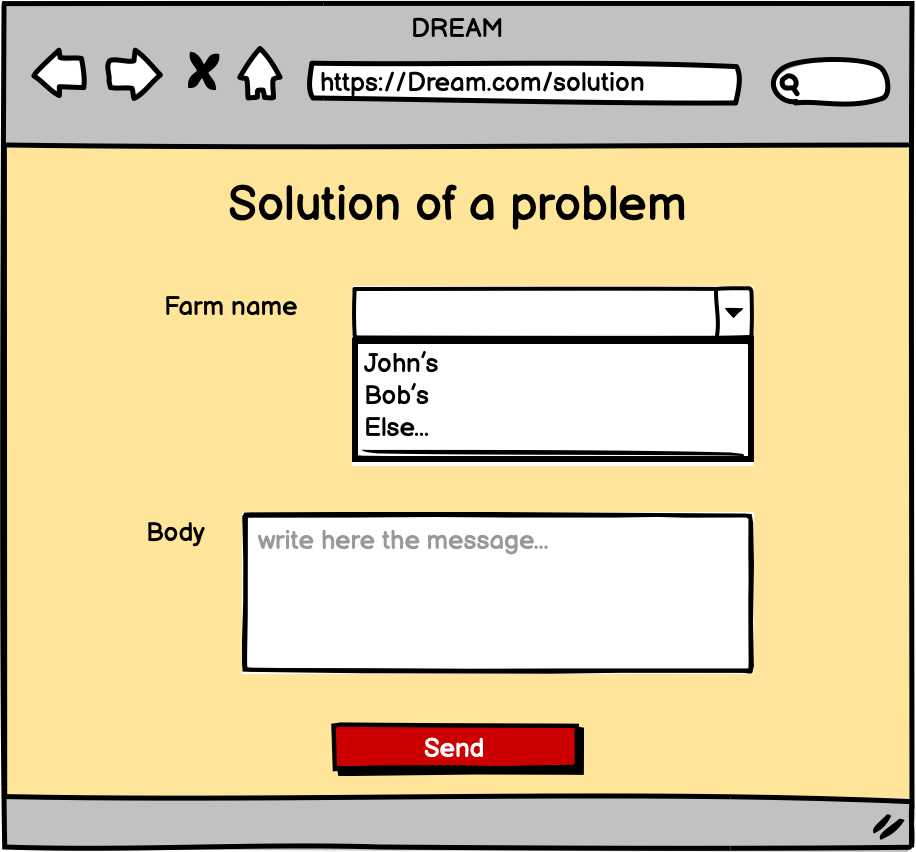 DREAM
https://Dream.com/solution
Solution of a problem
Farm name
John's
Bob's
Else...
Body
write here the message...
Send